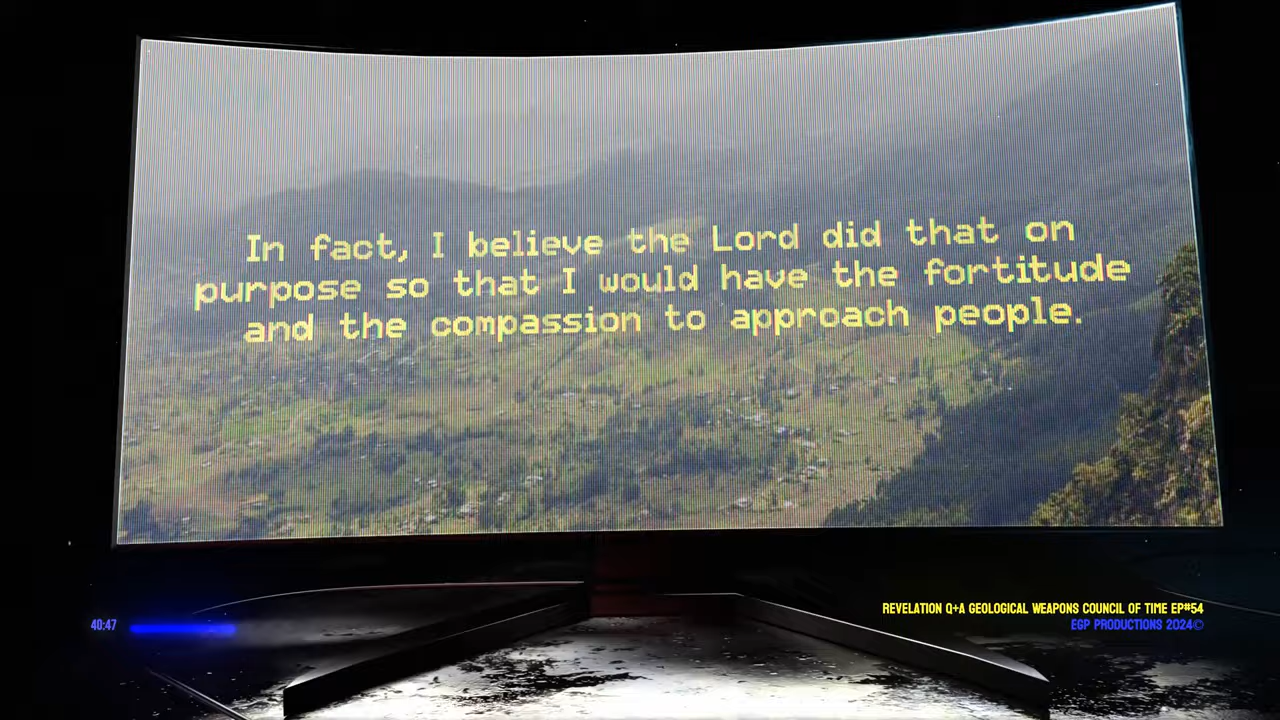 In fact, I believe the Lord did that on
purpose so that I would have the fortitude
and the compassion to approach people.
40:47
REVELATION Q+A GEOLOGICAL WEAPONS COUNCIL OF TIME EP#54
EGP PRODUCTIONS 2024©